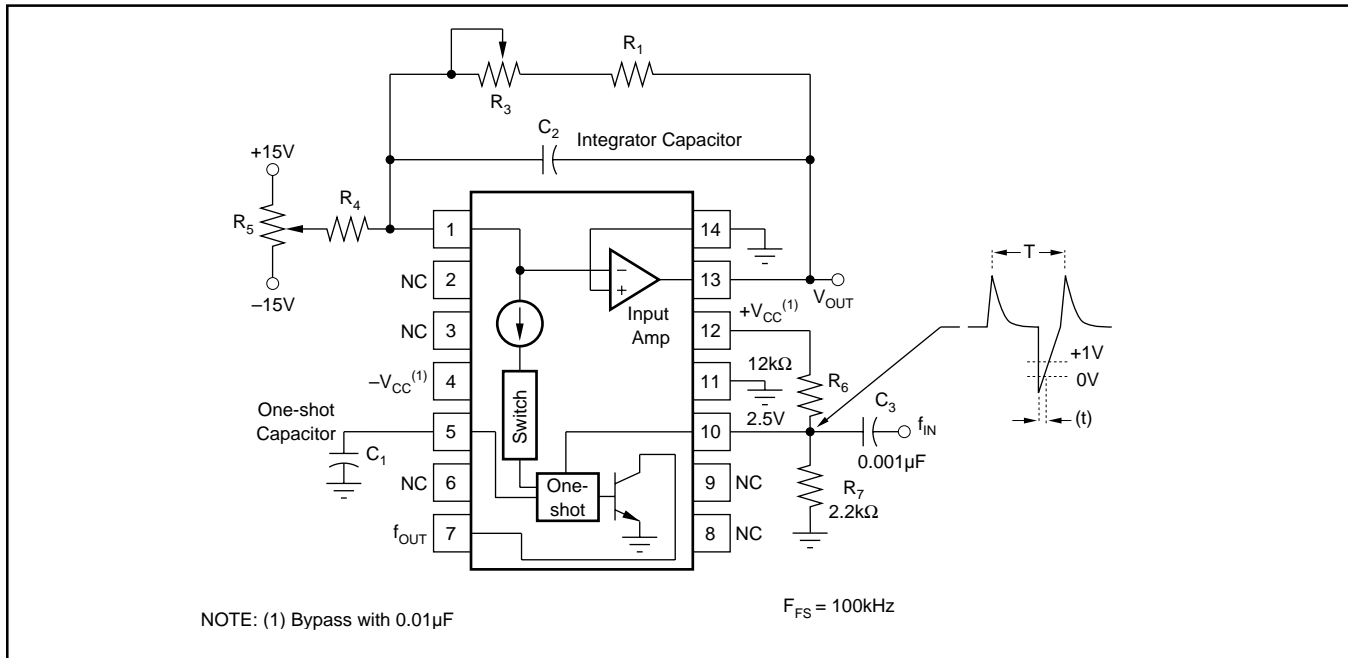 R1
R3
C2
Integrator Capacitor
+15V
R5
R4
–15V
1
14
NC
2
13
VOUT
NC
3
Input
Amp
+VCC(1)
12
–VCC(1)
4
12kΩ
11
R6
One-shot
Capacitor
C1
5
Switch
2.5V
10
C3
fIN
0.001µF
NC
6
One-
shot
9
NC
R7
2.2kΩ
fOUT
7
8
NC
T
+1V
0V
(t)
NOTE: (1) Bypass with 0.01µF
FFS = 100kHz
–
+